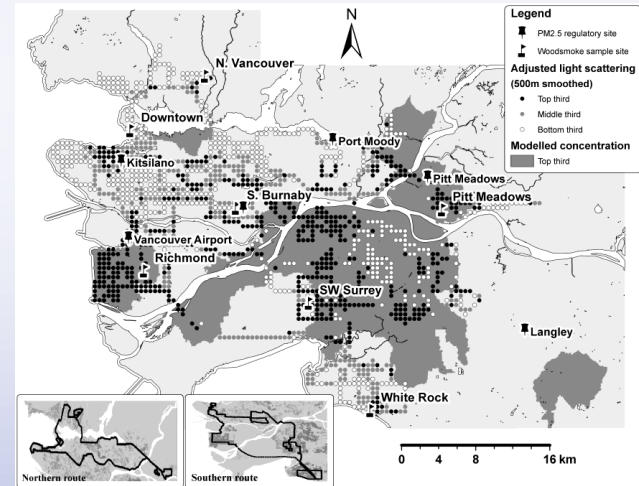 N
Legend
PM2.5 regulatory site
Woodsmoke sample site
Adjusted light scattering
(500m smoothed)
Top third
Middle third
Bottom third
Modelled concentration
Top third
N. Vancouver
Downtown
Port Moody
Kitsilano
Pitt Meadows
S. Burnaby
Pitt Meadows
Vancouver Airport
Richmond
SW Surrey
Langley
White Rock
0 4 8 16 km
Northern route
Southern route